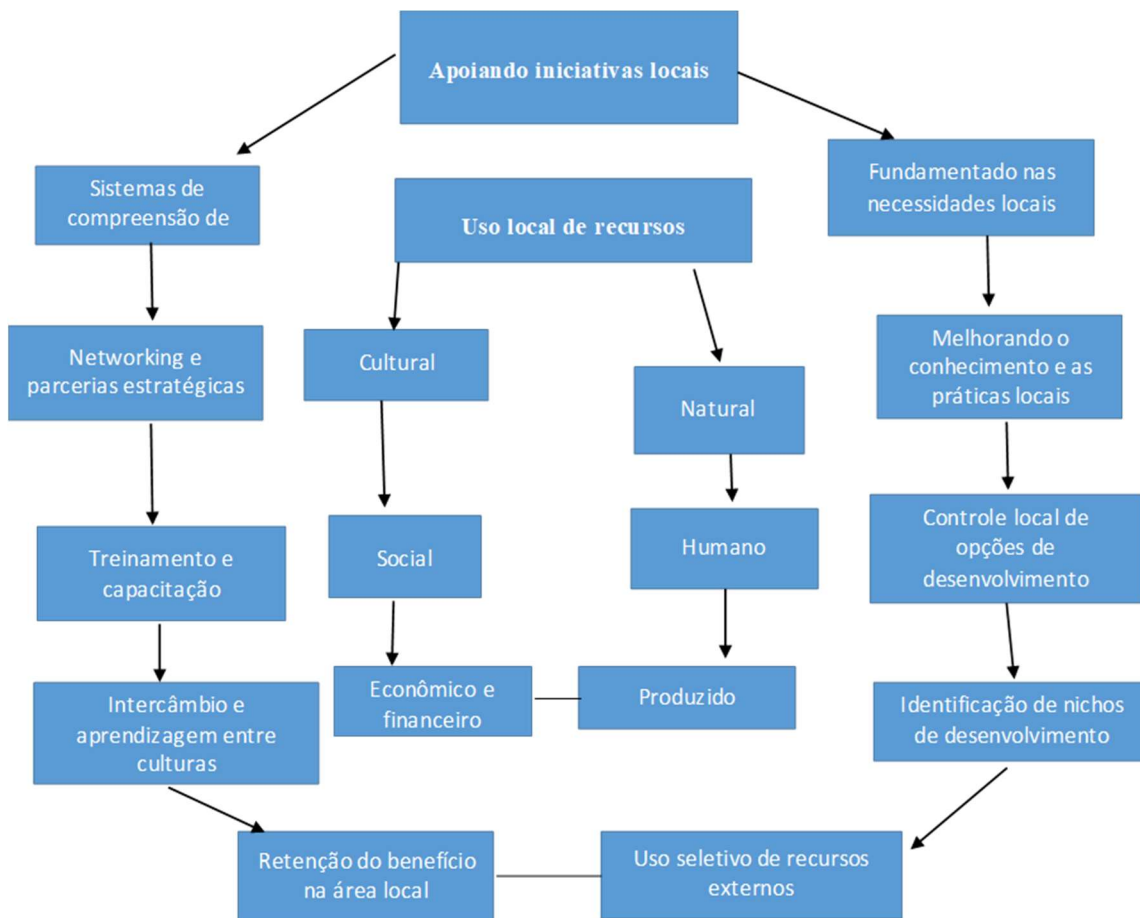 Apoiando iniciativas locais
Sistemas de
compreensão de
Fundamentado nas
necessidades locais
Uso local de recursos
Networking e
parcerias estratégicas
Cultural
Natural
Melhorando o
conhecimento e as
práticas locais
Treinamento e
capacitação
Social
Humano
Controle local de
opções de
desenvolvimento
Intercâmbio e
aprendizagem entre
culturas
Econômico e
financeiro
Produzido
Identificação de nichos
de desenvolvimento
Retenção do benefício
na área local
Uso seletivo de recursos
externos